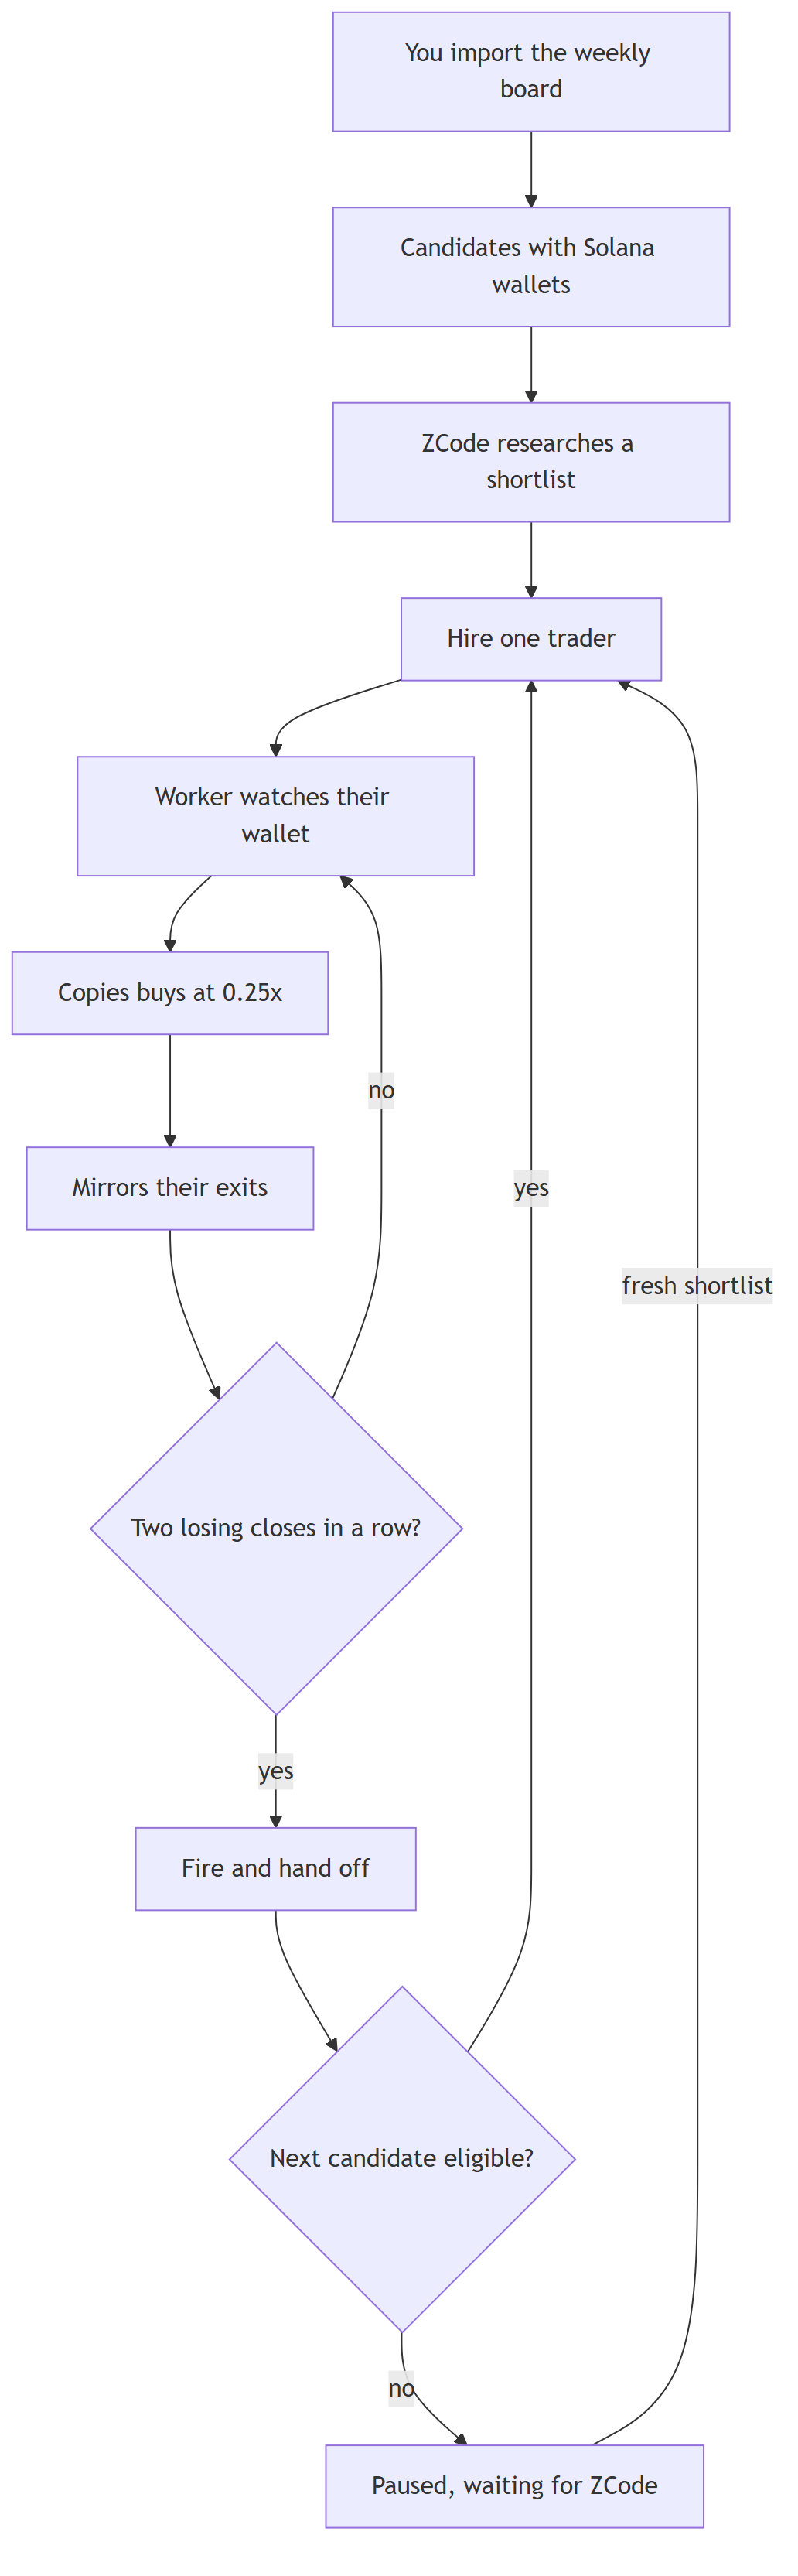 You import the weekly
board
Candidates with Solana
wallets
ZCode researches a
shortlist
Hire one trader
Worker watches their
wallet
Copies buys at 0.25x
no
Mirrors their exits
yes
fresh shortlist
Two losing closes in a row?
yes
Fire and hand off
Next candidate eligible?
no
Paused, waiting for ZCode